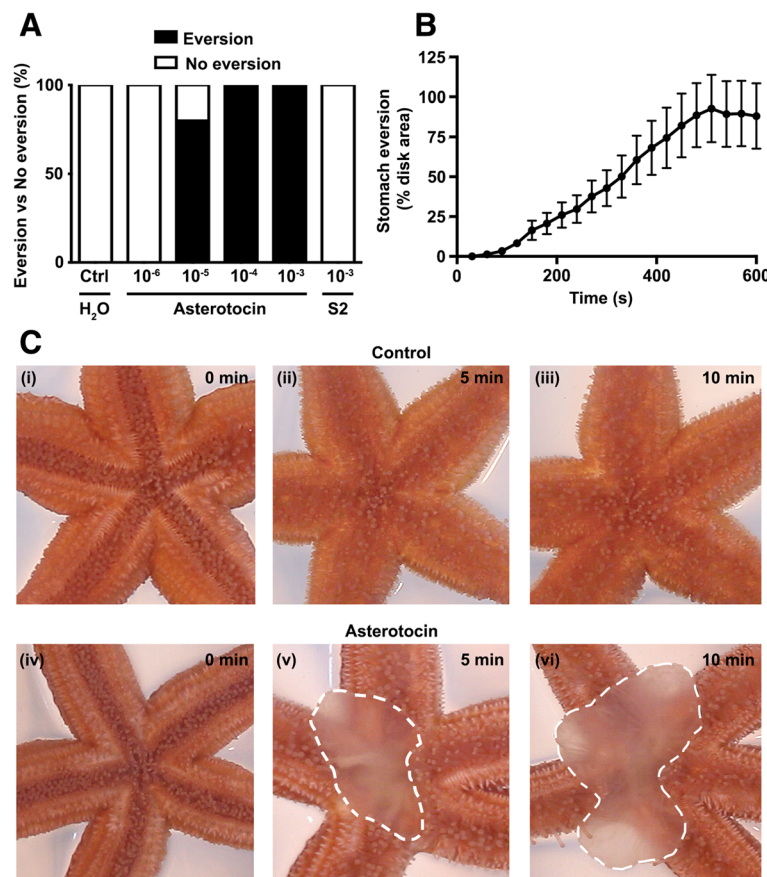 A
Eversion
No eversion
Eversion vs No eversion (%)
100
50
0
Ctrl 10⁻⁶ 10⁻⁵ 10⁻⁴ 10⁻³ 10⁻³
H₂O Asterotocin S2
B
Stomach eversion
(% disk area)
125
100
75
50
25
0
0 200 400 600
Time (s)
C
Control
(i) 0 min
(ii) 5 min
(iii) 10 min
Asterotocin
(iv) 0 min
(v) 5 min
(vi) 10 min